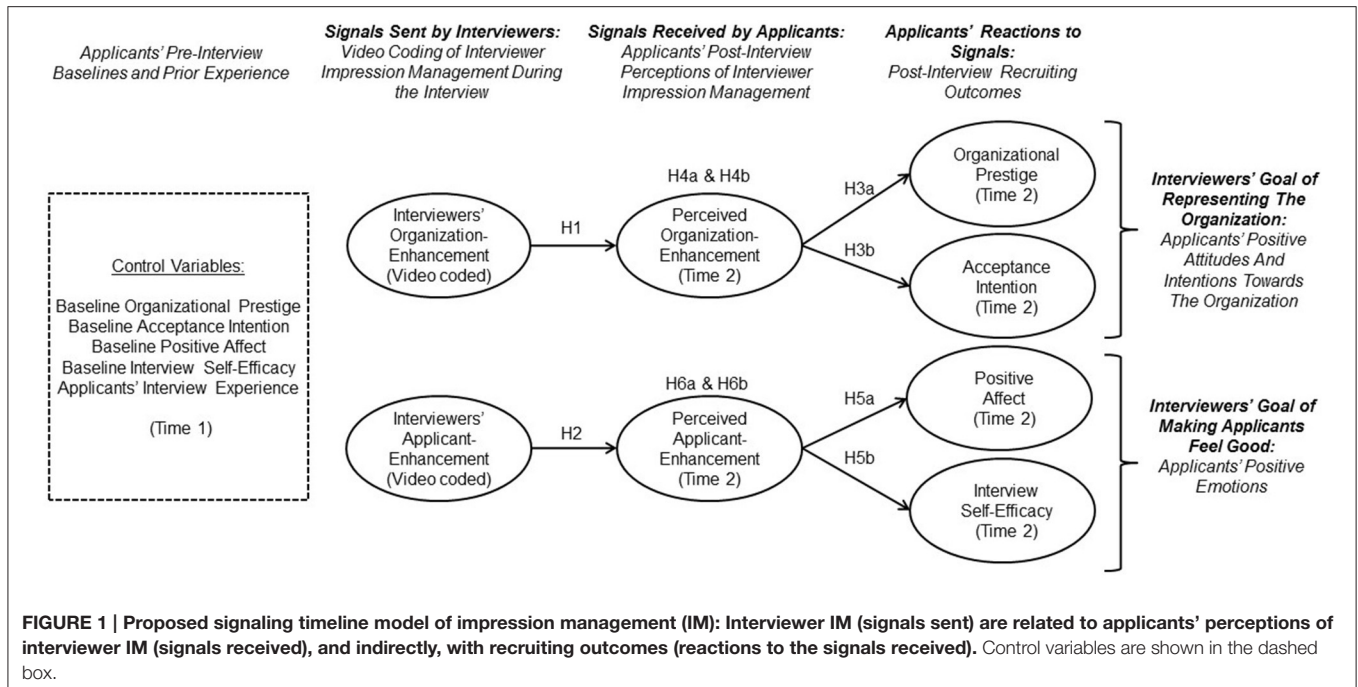 Applicants' Pre-Interview
Baselines and Prior Experience
Signals Sent by Interviewers:
Video Coding of Interviewer
Impression Management During
the Interview
Signals Received by Applicants:
Applicants' Post-Interview
Perceptions of Interviewer
Impression Management
Applicants' Reactions to
Signals:
Post-Interview Recruiting
Outcomes
Control Variables:
Baseline Organizational Prestige
Baseline Acceptance Intention
Baseline Positive Affect
Baseline Interview Self-Efficacy
Applicants' Interview Experience
(Time 1)
Interviewers'
Organization-
Enhancement
(Video coded)
H1
H4a & H4b
Perceived
Organization-
Enhancement
(Time 2)
H3a
H3b
Organizational
Prestige
(Time 2)
Acceptance
Intention
(Time 2)
Interviewers' Goal of
Representing The
Organization:
Applicants' Positive
Attitudes And
Intentions Towards
The Organization
Interviewers'
Applicant-
Enhancement
(Video coded)
H2
H6a & H6b
Perceived
Applicant-
Enhancement
(Time 2)
H5a
H5b
Positive
Affect
(Time 2)
Interview
Self-Efficacy
(Time 2)
Interviewers' Goal of
Making Applicants
Feel Good:
Applicants' Positive
Emotions
FIGURE 1 | Proposed signaling timeline model of impression management (IM): Interviewer IM (signals sent) are related to applicants' perceptions of
interviewer IM (signals received), and indirectly, with recruiting outcomes (reactions to the signals received). Control variables are shown in the dashed
box.